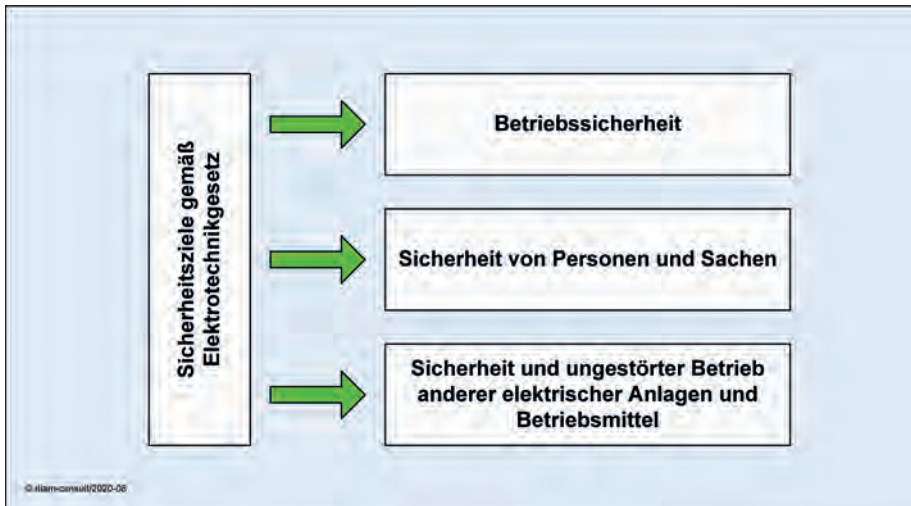 Sicherheitsziele gemäß
Elektrotechnikgesetz
Betriebssicherheit
Sicherheit von Personen und Sachen
Sicherheit und ungestörter Betrieb
anderer elektrischer Anlagen und
Betriebsmittel